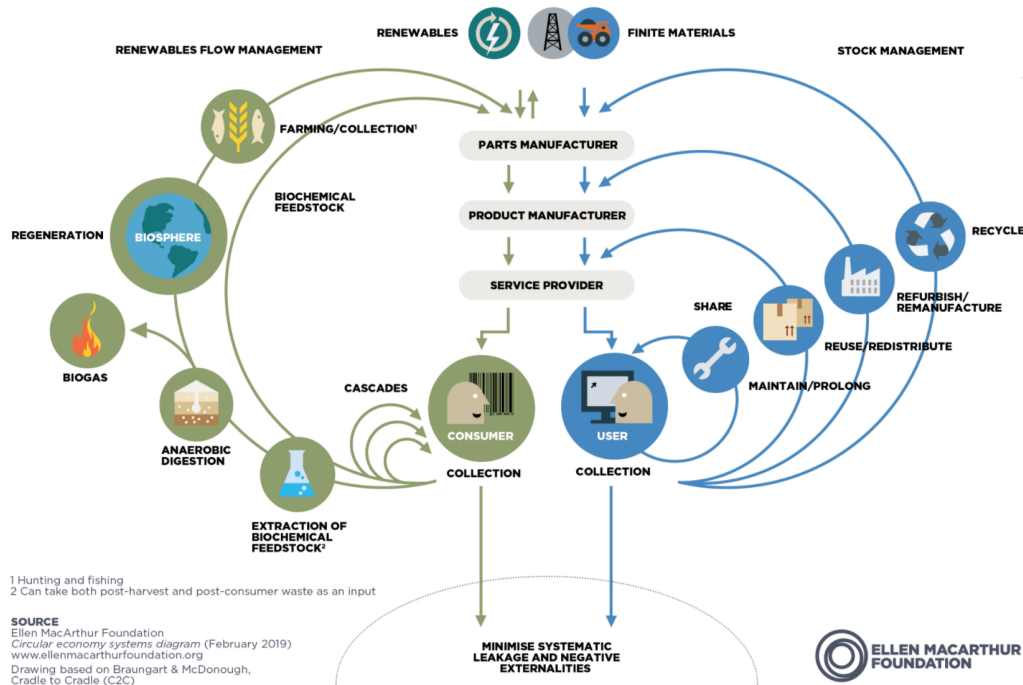 RENEWABLES
FINITE MATERIALS
RENEWABLES FLOW MANAGEMENT
STOCK MANAGEMENT
FARMING/COLLECTION¹
PARTS MANUFACTURER
BIOCHEMICAL
FEEDSTOCK
PRODUCT MANUFACTURER
REGENERATION
BIOSPHERE
RECYCLE
SERVICE PROVIDER
SHARE
REFURBISH/
REMANUFACTURE
REUSE/REDISTRIBUTE
BIOGAS
CASCADES
MAINTAIN/PROLONG
CONSUMER
USER
ANAEROBIC
DIGESTION
COLLECTION
COLLECTION
EXTRACTION OF
BIOCHEMICAL
FEEDSTOCK²
1 Hunting and fishing
2 Can take both post-harvest and post-consumer waste as an input
SOURCE
Ellen MacArthur Foundation
Circular economy systems diagram (February 2019)
www.ellenmacarthurfoundation.org
Drawing based on Braungart & McDonough,
Cradle to Cradle (C2C)
MINIMISE SYSTEMATIC
LEAKAGE AND NEGATIVE
EXTERNALITIES
ELLEN MACARTHUR
FOUNDATION